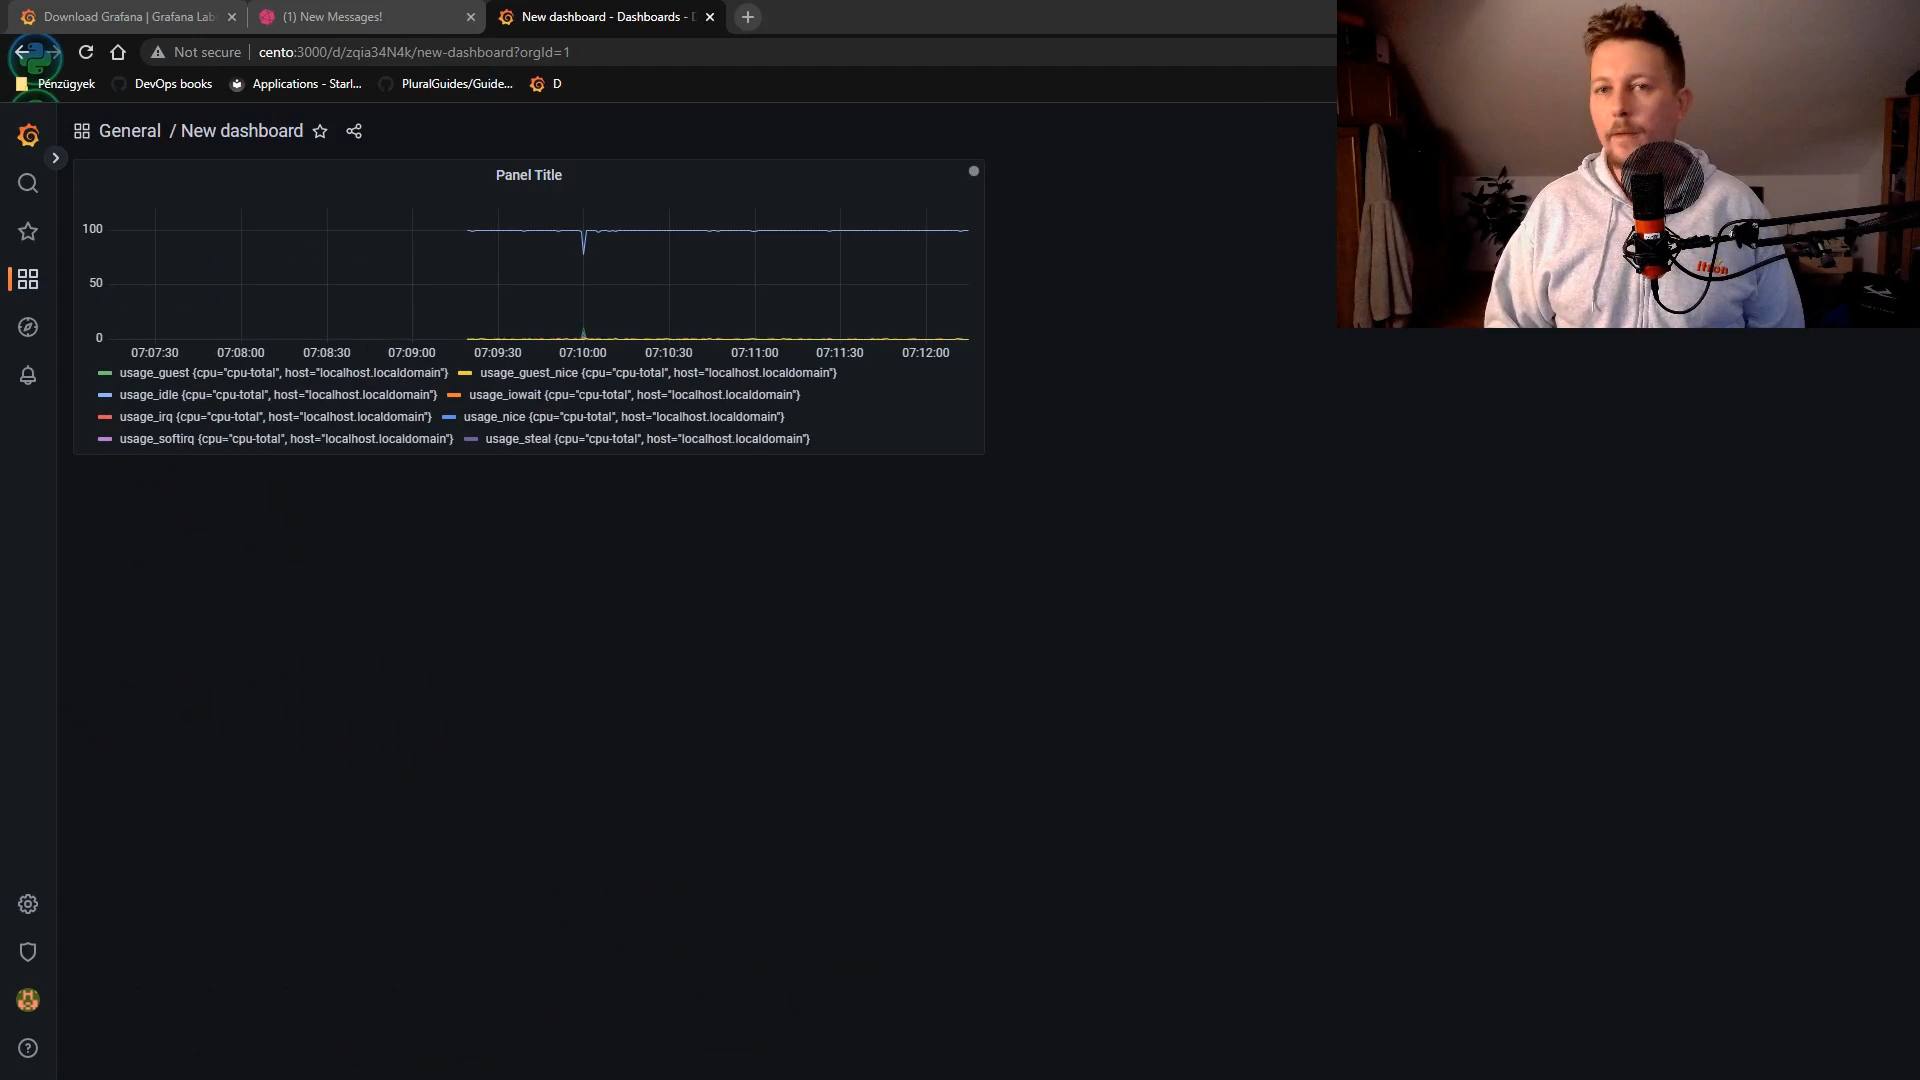 Download Grafana | Grafana Lab
(1) New Messages!
New dashboard - Dashboards -
Not secure
cento:3000/d/zqia34N4k/new-dashboard?orgId=1
Pénzügyek
DevOps books
Applications - Starl...
PluralGuides/Guide...
D
General / New dashboard
Panel Title
100
50
0
07:07:30 07:08:00 07:08:30 07:09:00 07:09:30 07:10:00 07:10:30 07:11:00 07:11:30 07:12:00
usage_guest {cpu="cpu-total", host="localhost.localdomain"} usage_guest_nice {cpu="cpu-total", host="localhost.localdomain"}
usage_idle {cpu="cpu-total", host="localhost.localdomain"} usage_iowait {cpu="cpu-total", host="localhost.localdomain"}
usage_irq {cpu="cpu-total", host="localhost.localdomain"} usage_nice {cpu="cpu-total", host="localhost.localdomain"}
usage_softirq {cpu="cpu-total", host="localhost.localdomain"} usage_steal {cpu="cpu-total", host="localhost.localdomain"}
itron